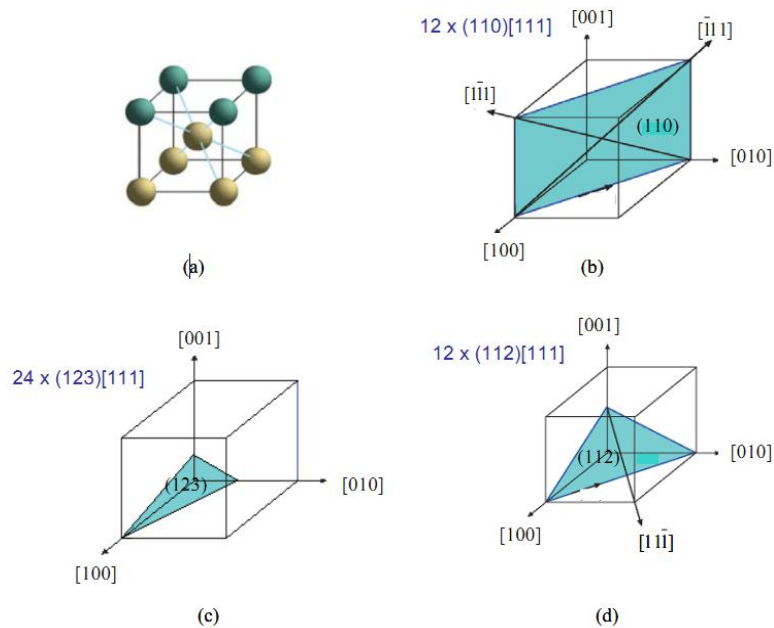 12 x (110)[111]
[001]
[1̄11]
[11̄1]
(110)
[010]
[100]
(a)
(b)
[001]
24 x (123)[111]
(123)
[010]
[100]
(c)
[001]
12 x (112)[111]
(112)
[010]
[100]
[111̄]
(d)